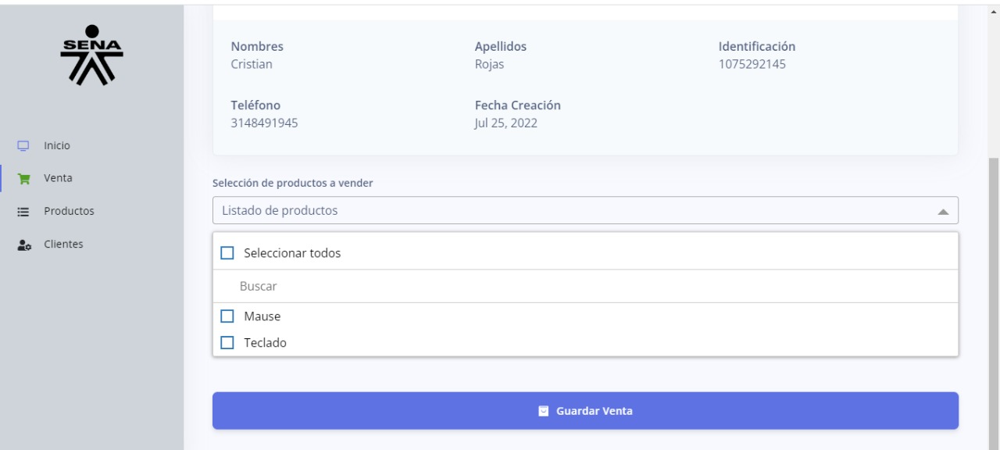 SENA
Nombres Apellidos Identificación
Cristian Rojas 1075292145
Teléfono Fecha Creación
3148491945 Jul 25, 2022
Inicio
Venta
Productos
Clientes
Selección de productos a vender
Listado de productos
Seleccionar todos
Buscar
Mause
Teclado
Guardar Venta